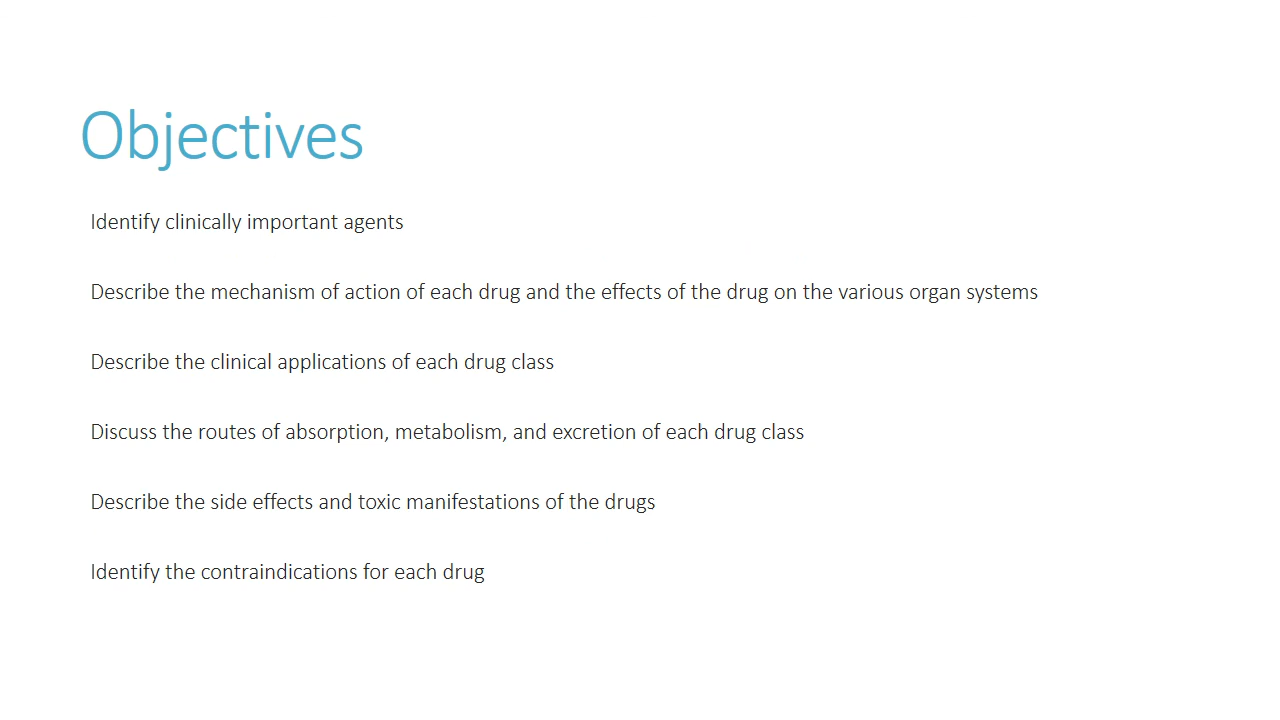 Objectives
Identify clinically important agents
Describe the mechanism of action of each drug and the effects of the drug on the various organ systems
Describe the clinical applications of each drug class
Discuss the routes of absorption, metabolism, and excretion of each drug class
Describe the side effects and toxic manifestations of the drugs
Identify the contraindications for each drug